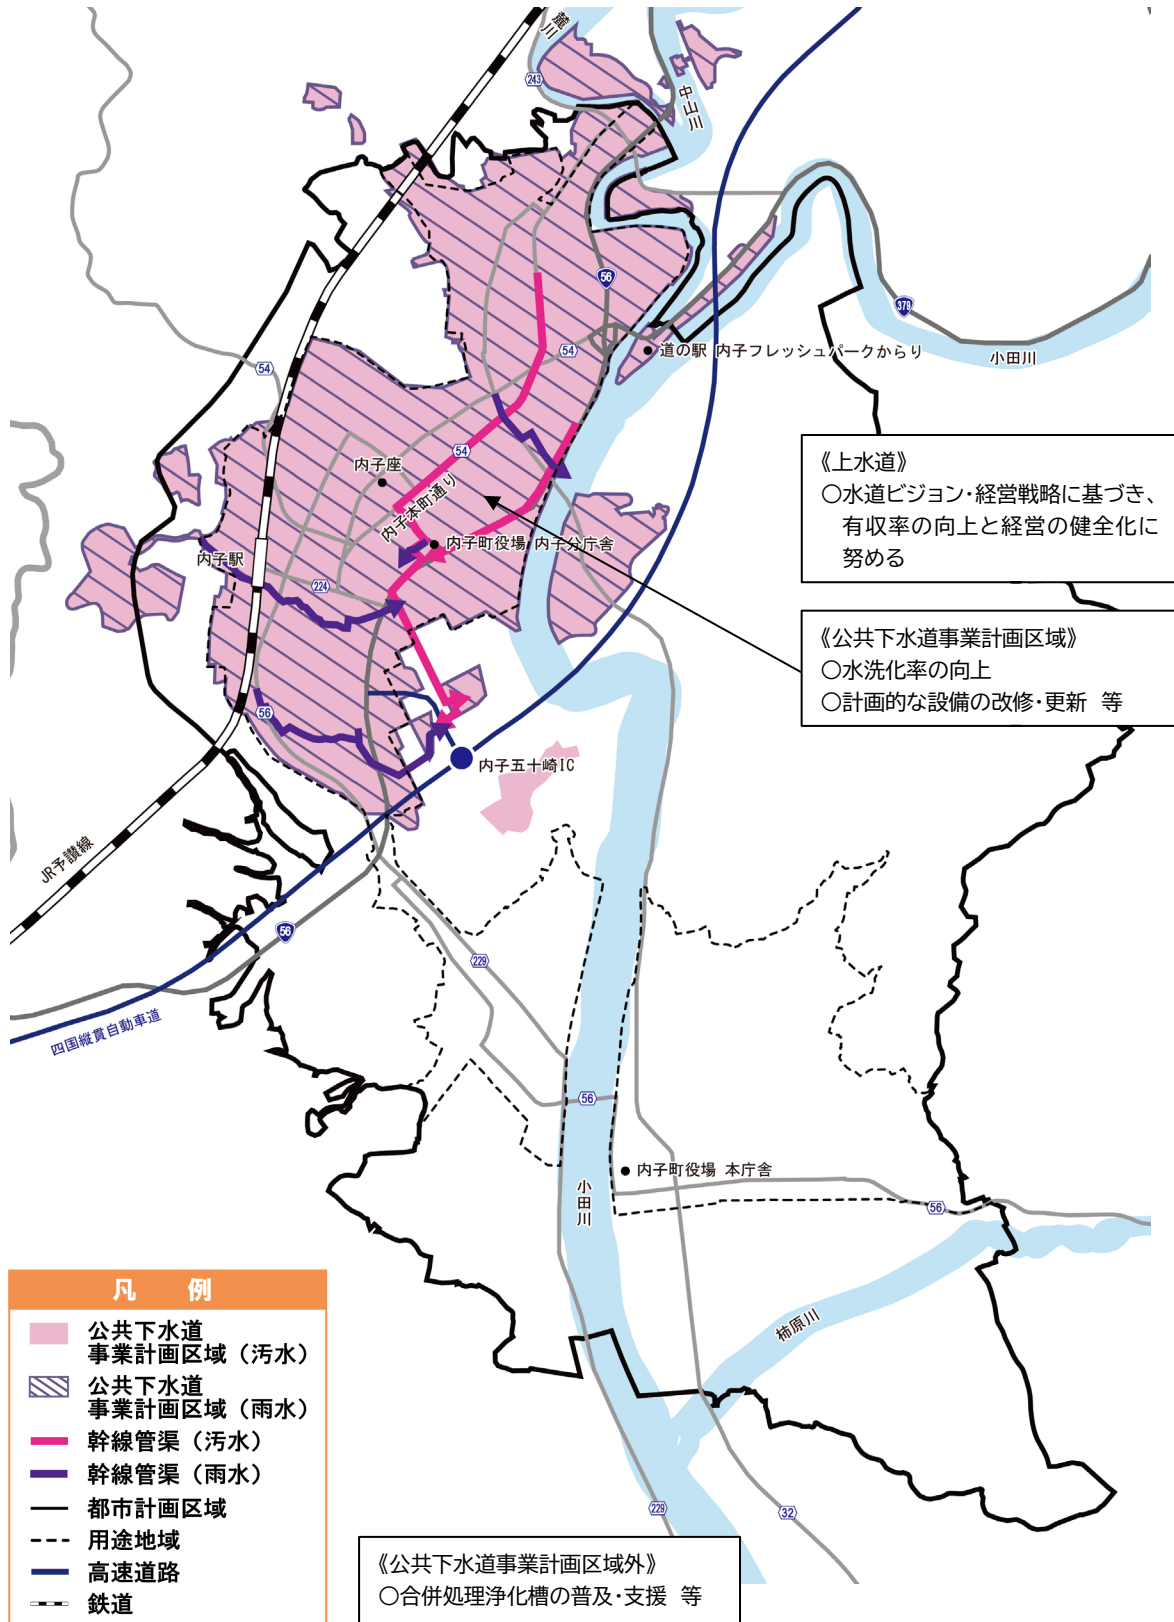 麓川
243
中山川
56
379
小田川
道の駅 内子フレッシュパークからり
54
54
54
内子座
内子本町通り
内子町役場 内子分庁舎
内子駅
224
56
内子五十崎IC
JR予讃線
56
四国縦貫自動車道
229
56
内子町役場 本庁舎
小田川
56
柿原川
229
32
《上水道》
○水道ビジョン・経営戦略に基づき、
有収率の向上と経営の健全化に
努める
《公共下水道事業計画区域》
○水洗化率の向上
○計画的な設備の改修・更新 等
《公共下水道事業計画区域外》
○合併処理浄化槽の普及・支援 等
凡 例
公共下水道
事業計画区域（汚水）
公共下水道
事業計画区域（雨水）
幹線管渠（汚水）
幹線管渠（雨水）
都市計画区域
用途地域
高速道路
鉄道